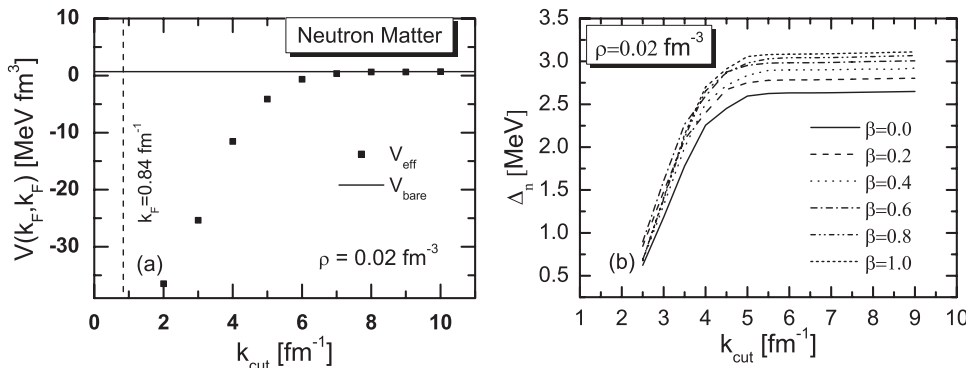 Neutron Matter
V(k_F,k_F) [MeV fm³]
10
0
-10
-20
-30
k_F=0.84 fm⁻¹
V_eff
V_bare
(a)
ρ = 0.02 fm⁻³
0 2 4 6 8 10
k_cut [fm⁻¹]
ρ=0.02 fm⁻³
Δ_n [MeV]
3.5
3.0
2.5
2.0
1.5
1.0
0.5
β=0.0
β=0.2
β=0.4
β=0.6
β=0.8
β=1.0
(b)
1 2 3 4 5 6 7 8 9 10
k_cut [fm⁻¹]